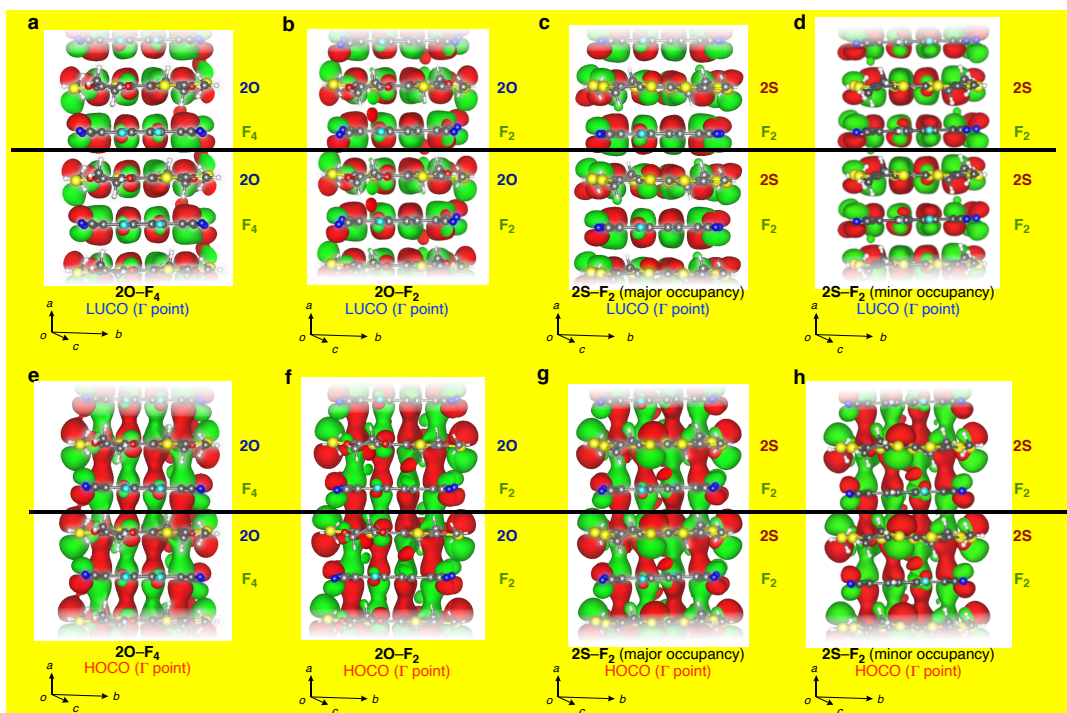 a
b
c
d
2O
F4
2O
F4
2O
F2
2O
F2
2S
F2
2S
F2
2S
F2
2S
F2
2O–F4
LUCO (Γ point)
2O–F2
LUCO (Γ point)
2S–F2 (major occupancy)
LUCO (Γ point)
2S–F2 (minor occupancy)
LUCO (Γ point)
a
o
b
c
a
o
b
c
a
o
b
c
a
o
b
c
e
f
g
h
2O
F4
2O
F4
2O
F2
2O
F2
2S
F2
2S
F2
2S
F2
2S
F2
2O–F4
HOCO (Γ point)
2O–F2
HOCO (Γ point)
2S–F2 (major occupancy)
HOCO (Γ point)
2S–F2 (minor occupancy)
HOCO (Γ point)
a
o
b
c
a
o
b
c
a
o
b
c
a
o
b
c